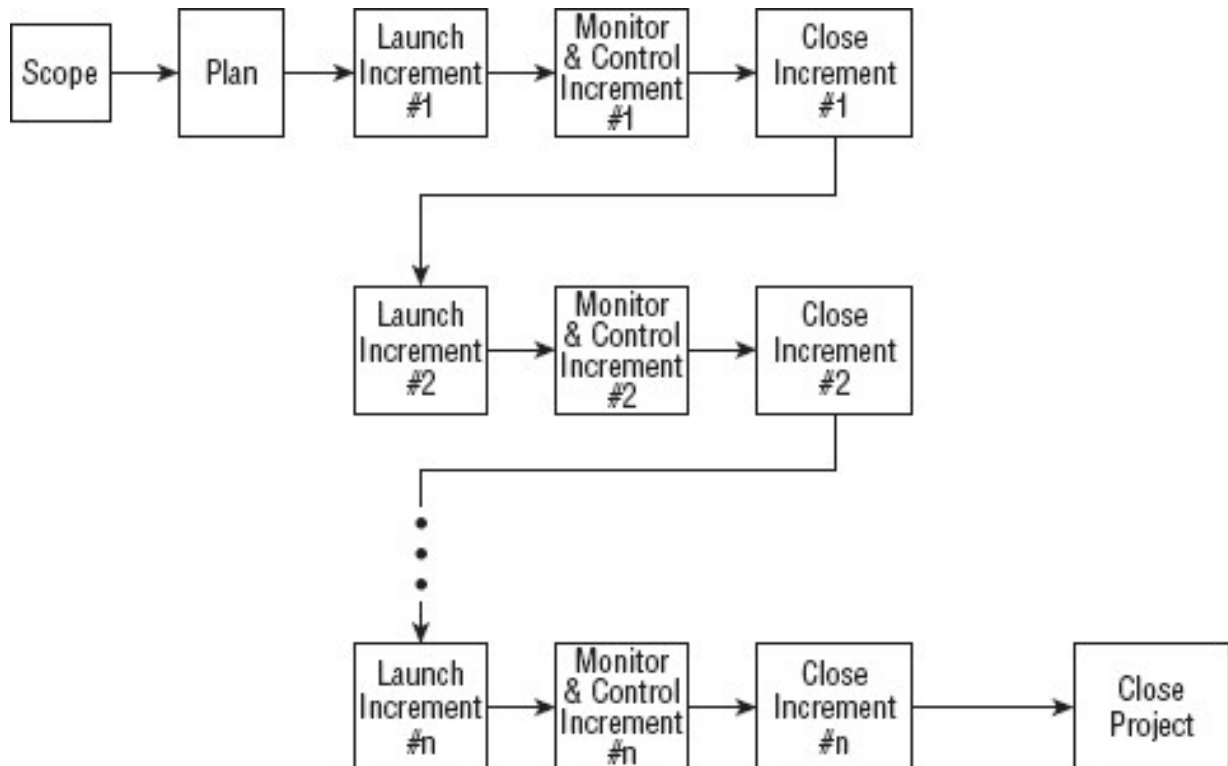 Scope
Plan
Launch
Increment
#1
Monitor
& Control
Increment
#1
Close
Increment
#1
Launch
Increment
#2
Monitor
& Control
Increment
#2
Close
Increment
#2
Launch
Increment
#n
Monitor
& Control
Increment
#n
Close
Increment
#n
Close
Project